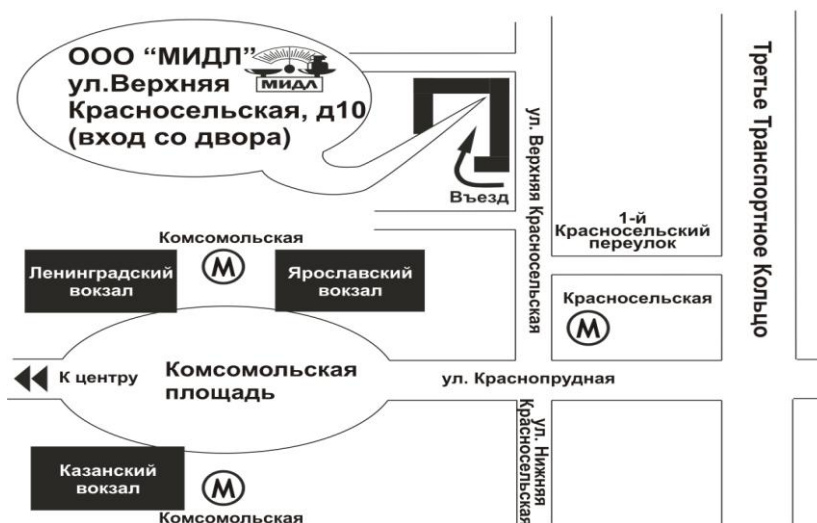 ООО “МИДЛ”
ул.Верхняя
Красносельская, д10
(вход со двора)
МИДЛ
Въезд
ул. Верхняя Красносельская
Третье Транспортное Кольцо
1-й
Красносельский
переулок
Комсомольская
М
Ленинградский
вокзал
Ярославский
вокзал
Красносельская
М
К центру
Комсомольская
площадь
ул. Краснопрудная
ул. Нижняя
Красносельская
Казанский
вокзал
М
Комсомольская